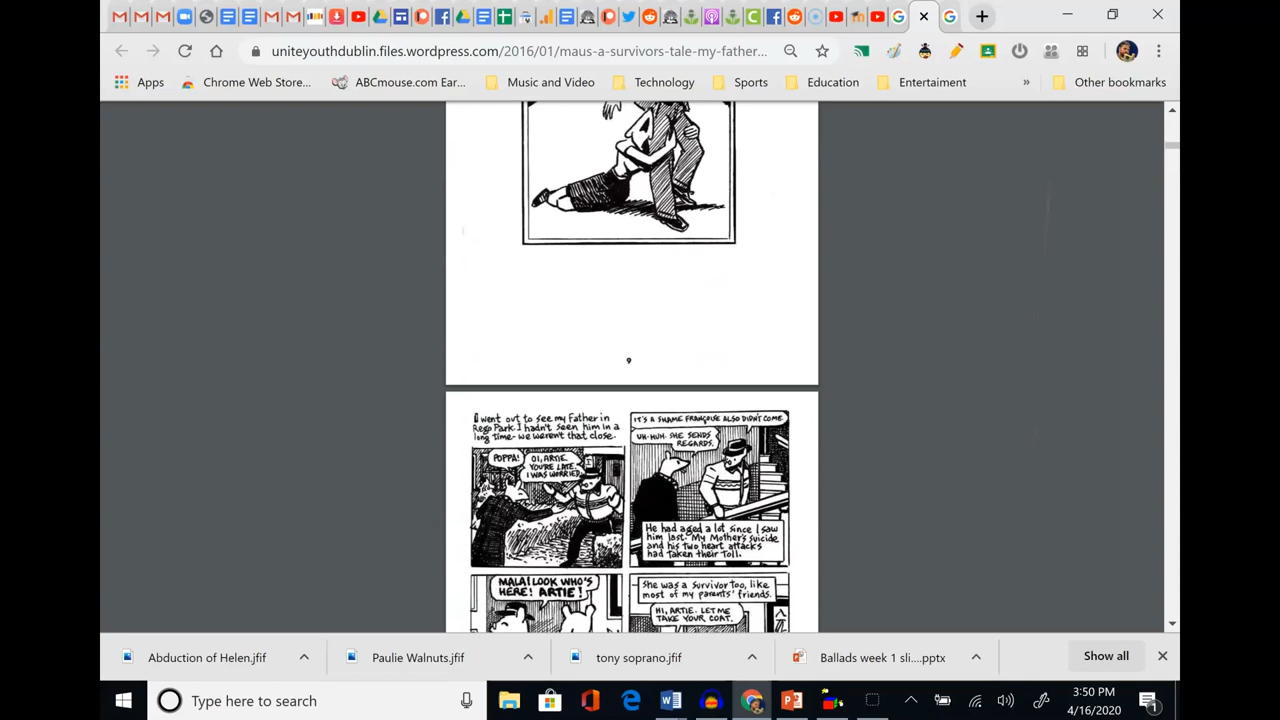 uniteyouthdublin.files.wordpress.com/2016/01/maus-a-survivors-tale-my-father...
Apps
Chrome Web Store...
ABCmouse.com Ear...
Music and Video
Technology
Sports
Education
Entertaiment
»
Other bookmarks
9
I went out to see my Father in
Rego Park. I hadn't seen him in a
long time- we weren't that close.
POPPA!
OI, ARTIE.
YOU'RE LATE.
I WAS WORRIED.
IT'S A SHAME FRANÇOISE ALSO DIDN'T COME.
UH-HUH. SHE SENDS
REGARDS.
He had aged a lot since I saw
him last. My Mother's suicide
and his two heart attacks
had taken their toll.
MALA! LOOK WHO'S
HERE! ARTIE!
She was a survivor too, like
most of my parents' friends.
HI, ARTIE. LET ME
TAKE YOUR COAT.
Abduction of Helen.jfif
Paulie Walnuts.jfif
tony soprano.jfif
Ballads week 1 sli....pptx
Show all
Type here to search
3:50 PM
4/16/2020
1